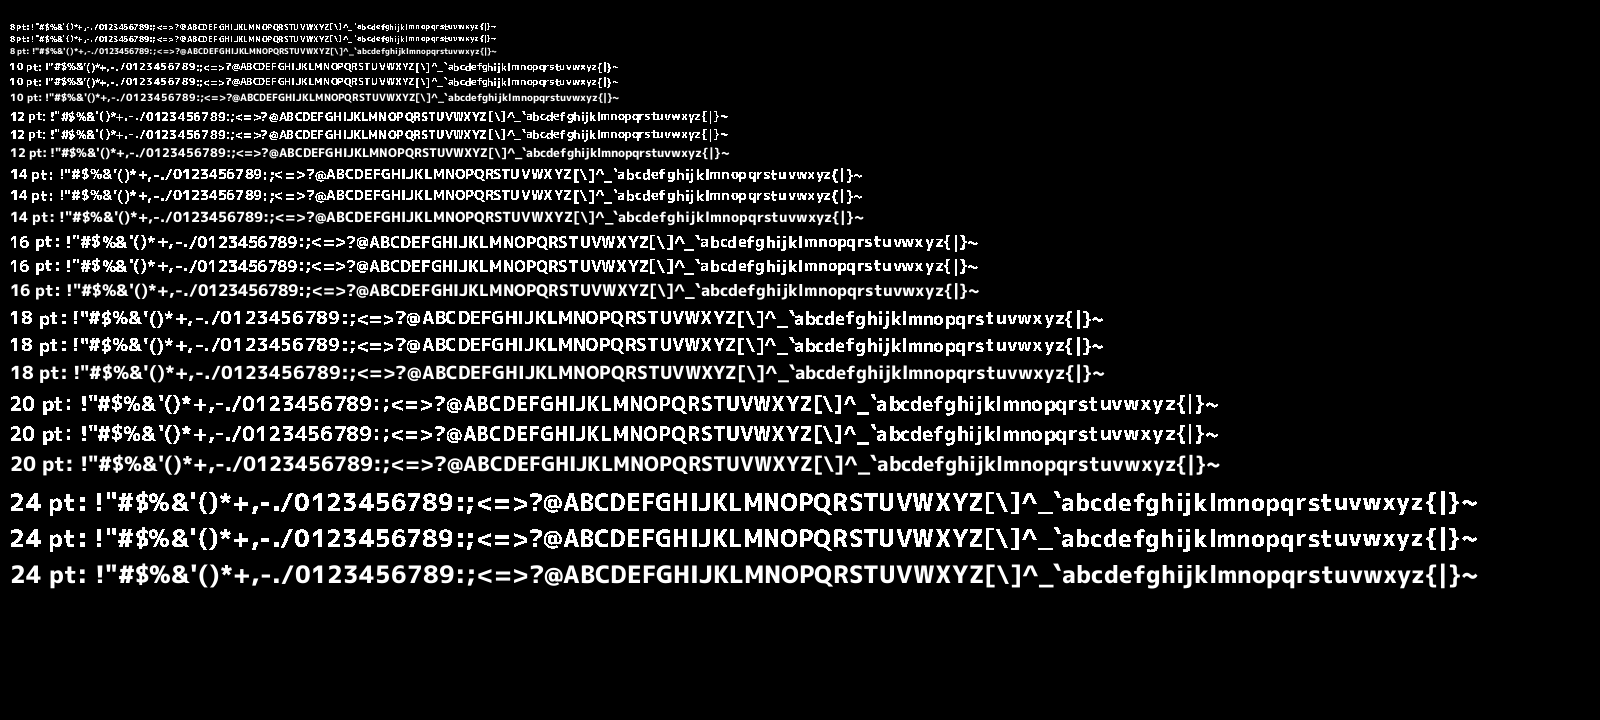 8 pt: !"#$%&'()*+,-./0123456789:;<=>?@ABCDEFGHIJKLMNOPQRSTUVWXYZ[\]^_`abcdefghijklmnopqrstuvwxyz{|}~
8 pt: !"#$%&'()*+,-./0123456789:;<=>?@ABCDEFGHIJKLMNOPQRSTUVWXYZ[\]^_`abcdefghijklmnopqrstuvwxyz{|}~
8 pt: !"#$%&'()*+,-./0123456789:;<=>?@ABCDEFGHIJKLMNOPQRSTUVWXYZ[\]^_`abcdefghijklmnopqrstuvwxyz{|}~
10 pt: !"#$%&'()*+,-./0123456789:;<=>?@ABCDEFGHIJKLMNOPQRSTUVWXYZ[\]^_`abcdefghijklmnopqrstuvwxyz{|}~
10 pt: !"#$%&'()*+,-./0123456789:;<=>?@ABCDEFGHIJKLMNOPQRSTUVWXYZ[\]^_`abcdefghijklmnopqrstuvwxyz{|}~
10 pt: !"#$%&'()*+,-./0123456789:;<=>?@ABCDEFGHIJKLMNOPQRSTUVWXYZ[\]^_`abcdefghijklmnopqrstuvwxyz{|}~
12 pt: !"#$%&'()*+,-./0123456789:;<=>?@ABCDEFGHIJKLMNOPQRSTUVWXYZ[\]^_`abcdefghijklmnopqrstuvwxyz{|}~
12 pt: !"#$%&'()*+,-./0123456789:;<=>?@ABCDEFGHIJKLMNOPQRSTUVWXYZ[\]^_`abcdefghijklmnopqrstuvwxyz{|}~
12 pt: !"#$%&'()*+,-./0123456789:;<=>?@ABCDEFGHIJKLMNOPQRSTUVWXYZ[\]^_`abcdefghijklmnopqrstuvwxyz{|}~
14 pt: !"#$%&'()*+,-./0123456789:;<=>?@ABCDEFGHIJKLMNOPQRSTUVWXYZ[\]^_`abcdefghijklmnopqrstuvwxyz{|}~
14 pt: !"#$%&'()*+,-./0123456789:;<=>?@ABCDEFGHIJKLMNOPQRSTUVWXYZ[\]^_`abcdefghijklmnopqrstuvwxyz{|}~
14 pt: !"#$%&'()*+,-./0123456789:;<=>?@ABCDEFGHIJKLMNOPQRSTUVWXYZ[\]^_`abcdefghijklmnopqrstuvwxyz{|}~
16 pt: !"#$%&'()*+,-./0123456789:;<=>?@ABCDEFGHIJKLMNOPQRSTUVWXYZ[\]^_`abcdefghijklmnopqrstuvwxyz{|}~
16 pt: !"#$%&'()*+,-./0123456789:;<=>?@ABCDEFGHIJKLMNOPQRSTUVWXYZ[\]^_`abcdefghijklmnopqrstuvwxyz{|}~
16 pt: !"#$%&'()*+,-./0123456789:;<=>?@ABCDEFGHIJKLMNOPQRSTUVWXYZ[\]^_`abcdefghijklmnopqrstuvwxyz{|}~
18 pt: !"#$%&'()*+,-./0123456789:;<=>?@ABCDEFGHIJKLMNOPQRSTUVWXYZ[\]^_`abcdefghijklmnopqrstuvwxyz{|}~
18 pt: !"#$%&'()*+,-./0123456789:;<=>?@ABCDEFGHIJKLMNOPQRSTUVWXYZ[\]^_`abcdefghijklmnopqrstuvwxyz{|}~
18 pt: !"#$%&'()*+,-./0123456789:;<=>?@ABCDEFGHIJKLMNOPQRSTUVWXYZ[\]^_`abcdefghijklmnopqrstuvwxyz{|}~
20 pt: !"#$%&'()*+,-./0123456789:;<=>?@ABCDEFGHIJKLMNOPQRSTUVWXYZ[\]^_`abcdefghijklmnopqrstuvwxyz{|}~
20 pt: !"#$%&'()*+,-./0123456789:;<=>?@ABCDEFGHIJKLMNOPQRSTUVWXYZ[\]^_`abcdefghijklmnopqrstuvwxyz{|}~
20 pt: !"#$%&'()*+,-./0123456789:;<=>?@ABCDEFGHIJKLMNOPQRSTUVWXYZ[\]^_`abcdefghijklmnopqrstuvwxyz{|}~
24 pt: !"#$%&'()*+,-./0123456789:;<=>?@ABCDEFGHIJKLMNOPQRSTUVWXYZ[\]^_`abcdefghijklmnopqrstuvwxyz{|}~
24 pt: !"#$%&'()*+,-./0123456789:;<=>?@ABCDEFGHIJKLMNOPQRSTUVWXYZ[\]^_`abcdefghijklmnopqrstuvwxyz{|}~
24 pt: !"#$%&'()*+,-./0123456789:;<=>?@ABCDEFGHIJKLMNOPQRSTUVWXYZ[\]^_`abcdefghijklmnopqrstuvwxyz{|}~